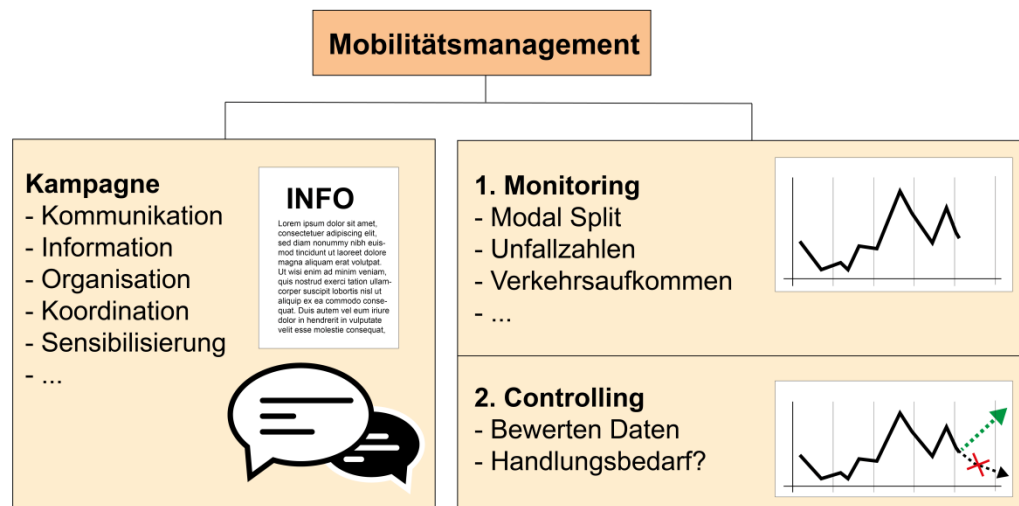 Mobilitätsmanagement
Kampagne
- Kommunikation
- Information
- Organisation
- Koordination
- Sensibilisierung
- ...
INFO
Lorem ipsum dolor sit amet,
consectetuer adipiscing elit,
sed diam nonummy nibh euis-
mod tincidunt ut laoreet dolore
magna aliquam erat volutpat.
Ut wisi enim ad minim veniam,
quis nostrud exerci tation ullam-
corper suscipit lobortis nisl ut
aliquip ex ea commodo conse-
quat. Duis autem vel eum iriure
dolor in hendrerit in vulputate
velit esse molestie consequat,
1. Monitoring
- Modal Split
- Unfallzahlen
- Verkehrsaufkommen
- ...
2. Controlling
- Bewerten Daten
- Handlungsbedarf?